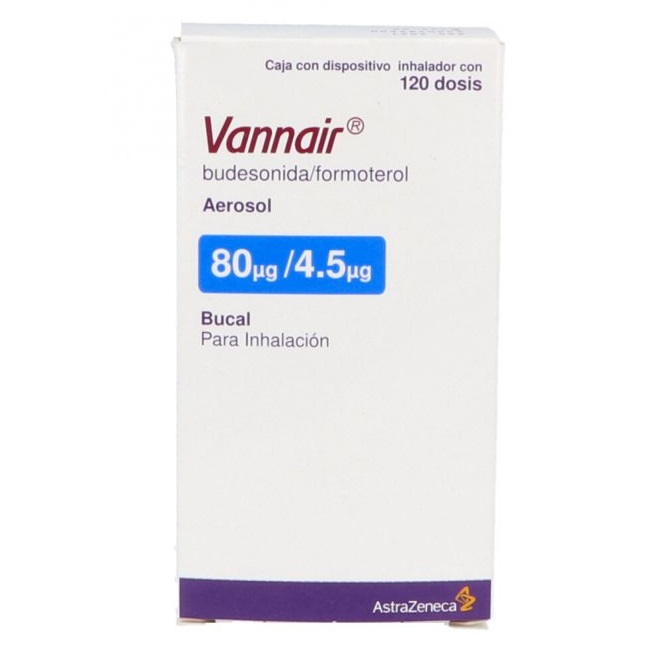 Caja con dispositivo inhalador con
120 dosis
Vannair®
budesonida/formoterol
Aerosol
80µg /4.5µg
Bucal
Para Inhalación
AstraZeneca